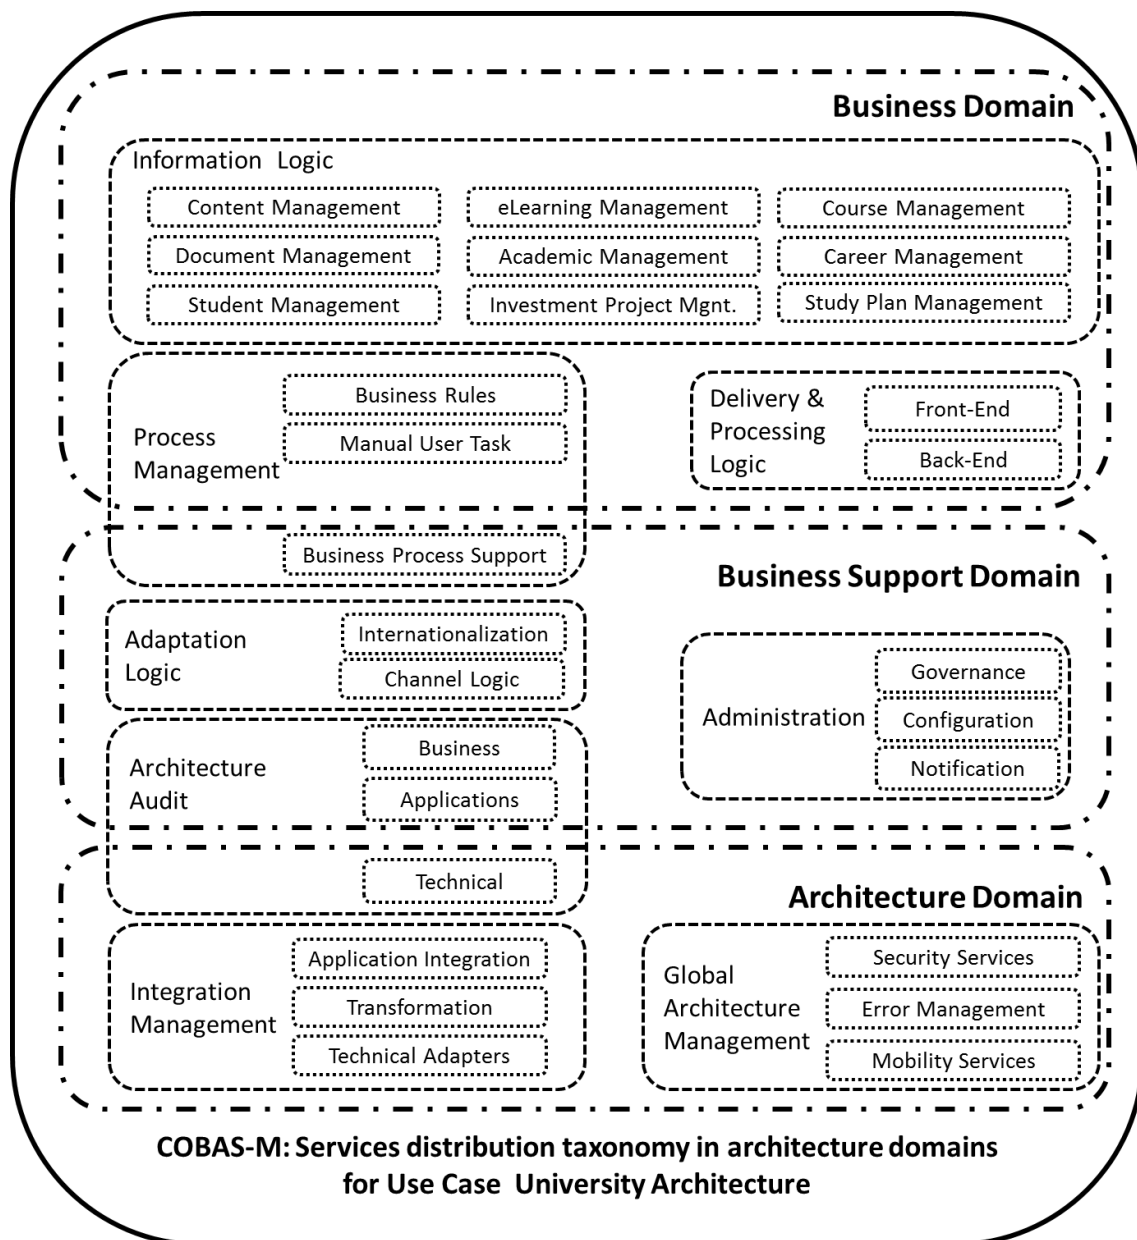 Business Domain
Information Logic
Content Management
eLearning Management
Course Management
Document Management
Academic Management
Career Management
Student Management
Investment Project Mgnt.
Study Plan Management
Process
Management
Business Rules
Manual User Task
Delivery &
Processing
Logic
Front-End
Back-End
Business Process Support
Business Support Domain
Adaptation
Logic
Internationalization
Channel Logic
Administration
Governance
Configuration
Notification
Architecture
Audit
Business
Applications
Technical
Architecture Domain
Integration
Management
Application Integration
Transformation
Technical Adapters
Global
Architecture
Management
Security Services
Error Management
Mobility Services
COBAS-M: Services distribution taxonomy in architecture domains
for Use Case University Architecture